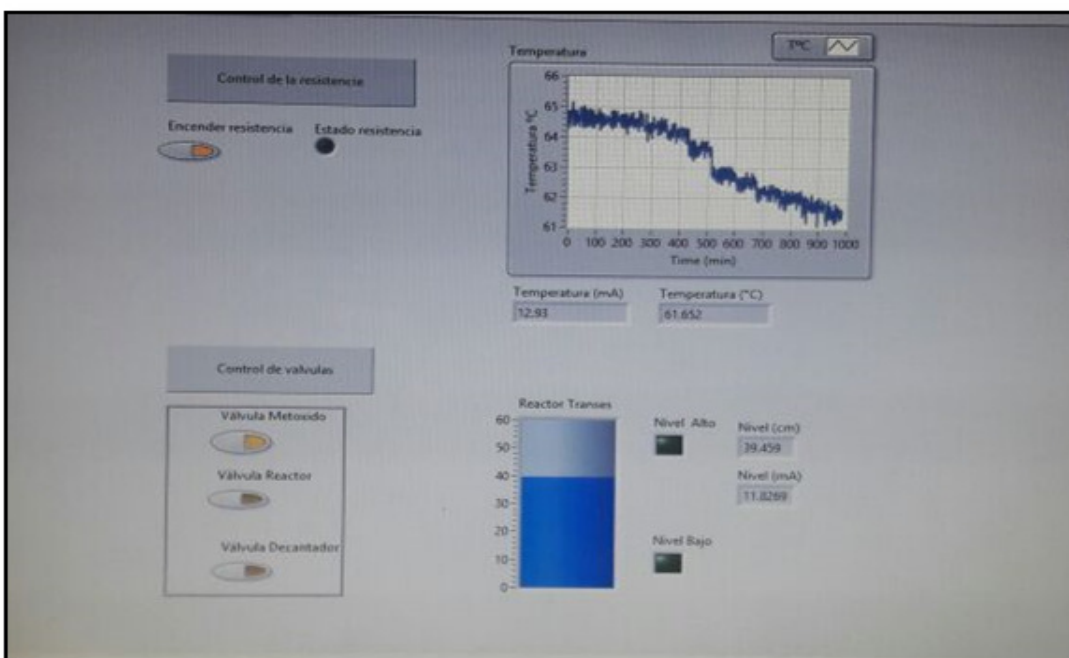 Control de la resistencie
Encender resistencia
Estado resistencia
Temperatura
TºC
Temperatura ºC
66
65
64
63
62
61
0 100 200 300 400 500 600 700 800 900 1000
Time (min)
Temperatura (mA)
Temperatura (°C)
12.93
61.652
Control de valvulas
Válvula Metoxido
Válvula Reactor
Válvula Decantador
Reactor Transes
60
50
40
30
20
10
0
Nivel Alto
Nivel (cm)
39.459
Nivel (mA)
11.8269
Nivel Bajo